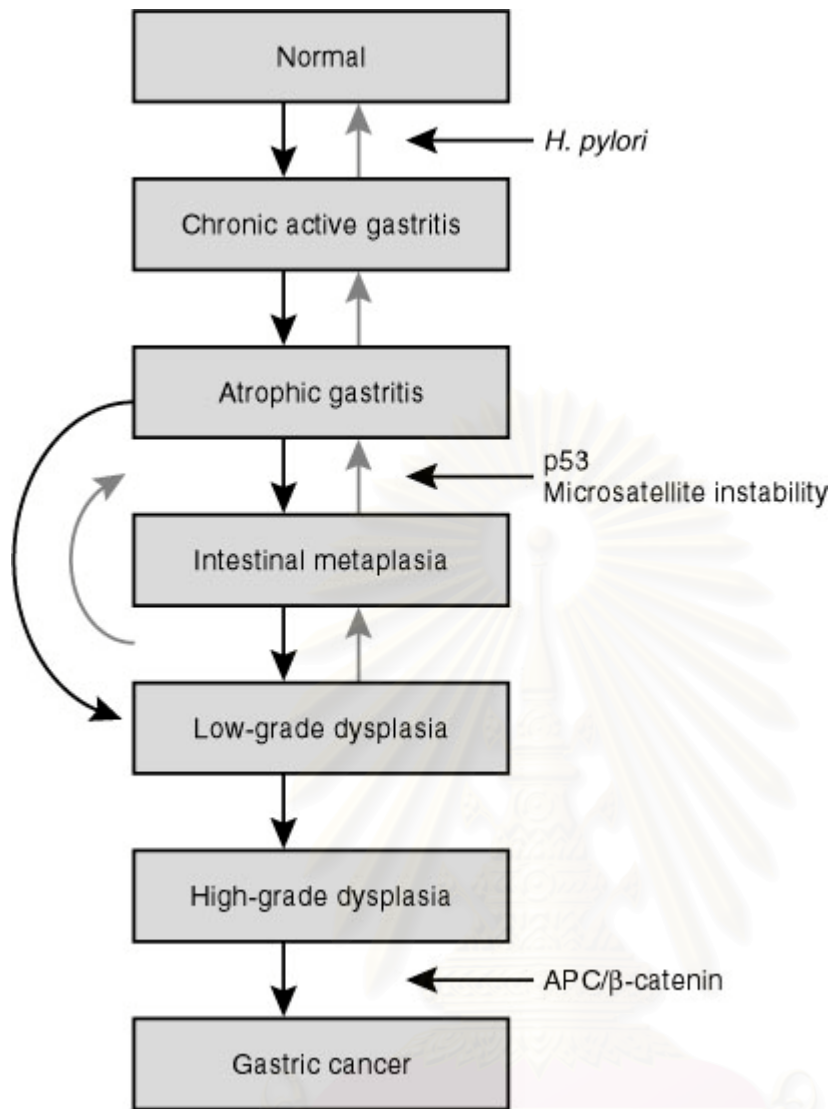 Normal
H. pylori
Chronic active gastritis
Atrophic gastritis
p53
Microsatellite instability
Intestinal metaplasia
Low-grade dysplasia
High-grade dysplasia
APC/β-catenin
Gastric cancer